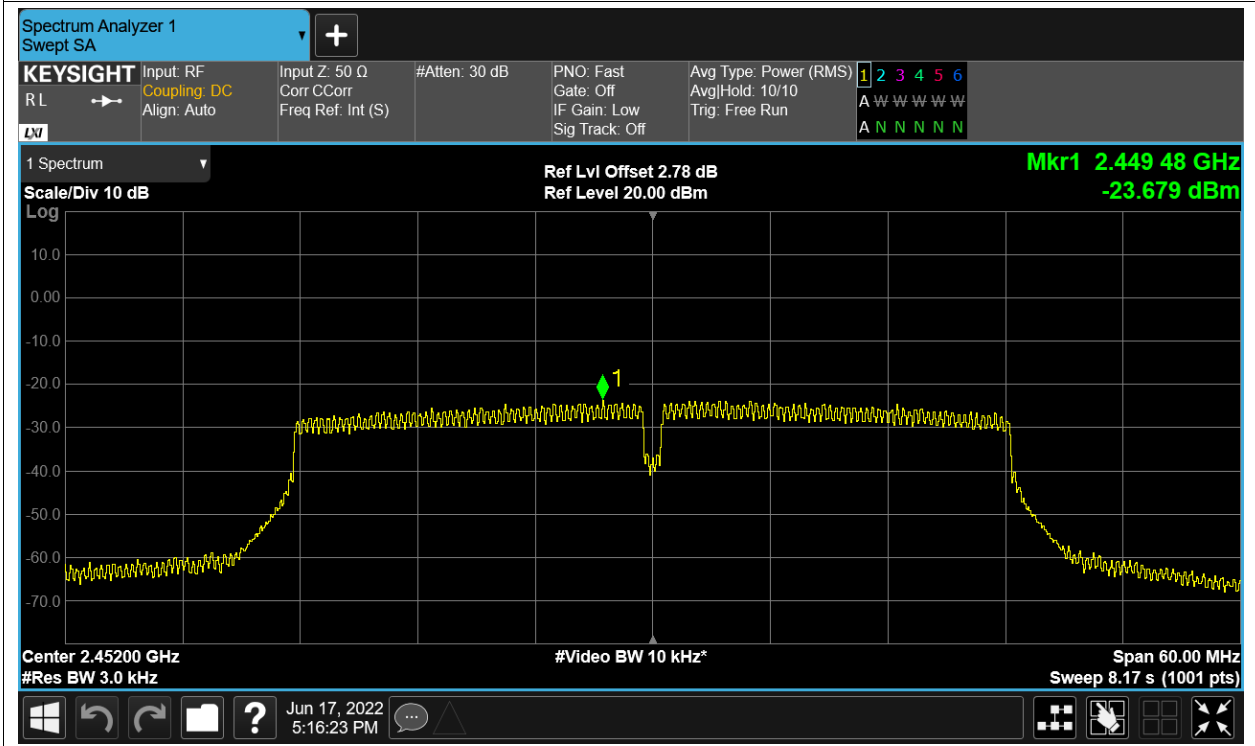 Spectrum Analyzer 1
Swept SA
+
KEYSIGHT
RL
LXI
Input: RF
Coupling: DC
Align: Auto
Input Z: 50 Ω
Corr CCorr
Freq Ref: Int (S)
#Atten: 30 dB
PNO: Fast
Gate: Off
IF Gain: Low
Sig Track: Off
Avg Type: Power (RMS)
Avg|Hold: 10/10
Trig: Free Run
1 2 3 4 5 6
A W W W W W
A N N N N N
1 Spectrum
Scale/Div 10 dB
Log
Ref Lvl Offset 2.78 dB
Ref Level 20.00 dBm
Mkr1 2.449 48 GHz
-23.679 dBm
10.0
0.00
-10.0
-20.0
-30.0
-40.0
-50.0
-60.0
-70.0
1
Center 2.45200 GHz
#Res BW 3.0 kHz
#Video BW 10 kHz*
Span 60.00 MHz
Sweep 8.17 s (1001 pts)
?
Jun 17, 2022
5:16:23 PM